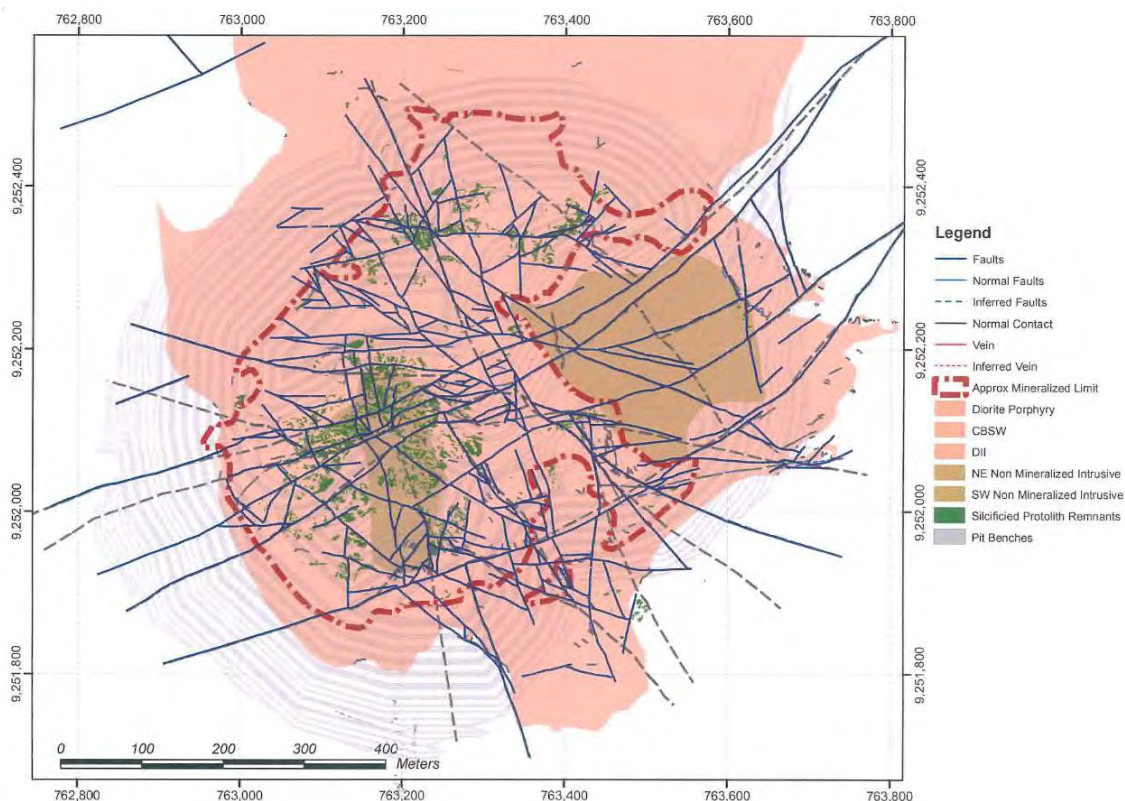 762,800 763,000 763,200 763,400 763,600 763,800
9,252,400 9,252,400
9,252,200 9,252,200
9,252,000 9,252,000
9,251,800 9,251,800
Legend
Faults
Normal Faults
Inferred Faults
Normal Contact
Vein
Inferred Vein
Approx Mineralized Limit
Diorite Porphyry
CBSW
DII
NE Non Mineralized Intrusive
SW Non Mineralized Intrusive
Silcificied Protolith Remnants
Pit Benches
0 100 200 300 400
Meters
762,800 763,000 763,200 763,400 763,600 763,800